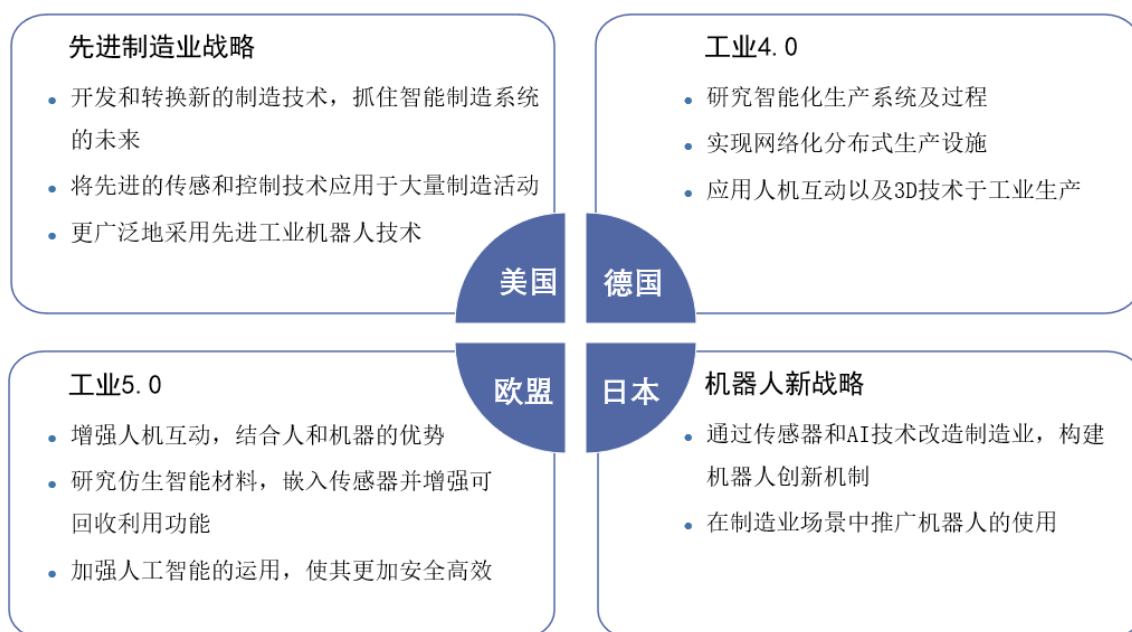 先进制造业战略
• 开发和转换新的制造技术，抓住智能制造系统
的未来
• 将先进的传感和控制技术应用于大量制造活动
• 更广泛地采用先进工业机器人技术
工业4.0
• 研究智能化生产系统及过程
• 实现网络化分布式生产设施
• 应用人机互动以及3D技术于工业生产
美国
德国
欧盟
日本
工业5.0
• 增强人机互动，结合人和机器的优势
• 研究仿生智能材料，嵌入传感器并增强可
回收利用功能
• 加强人工智能的运用，使其更加安全高效
机器人新战略
• 通过传感器和AI技术改造制造业，构建
机器人创新机制
• 在制造业场景中推广机器人的使用